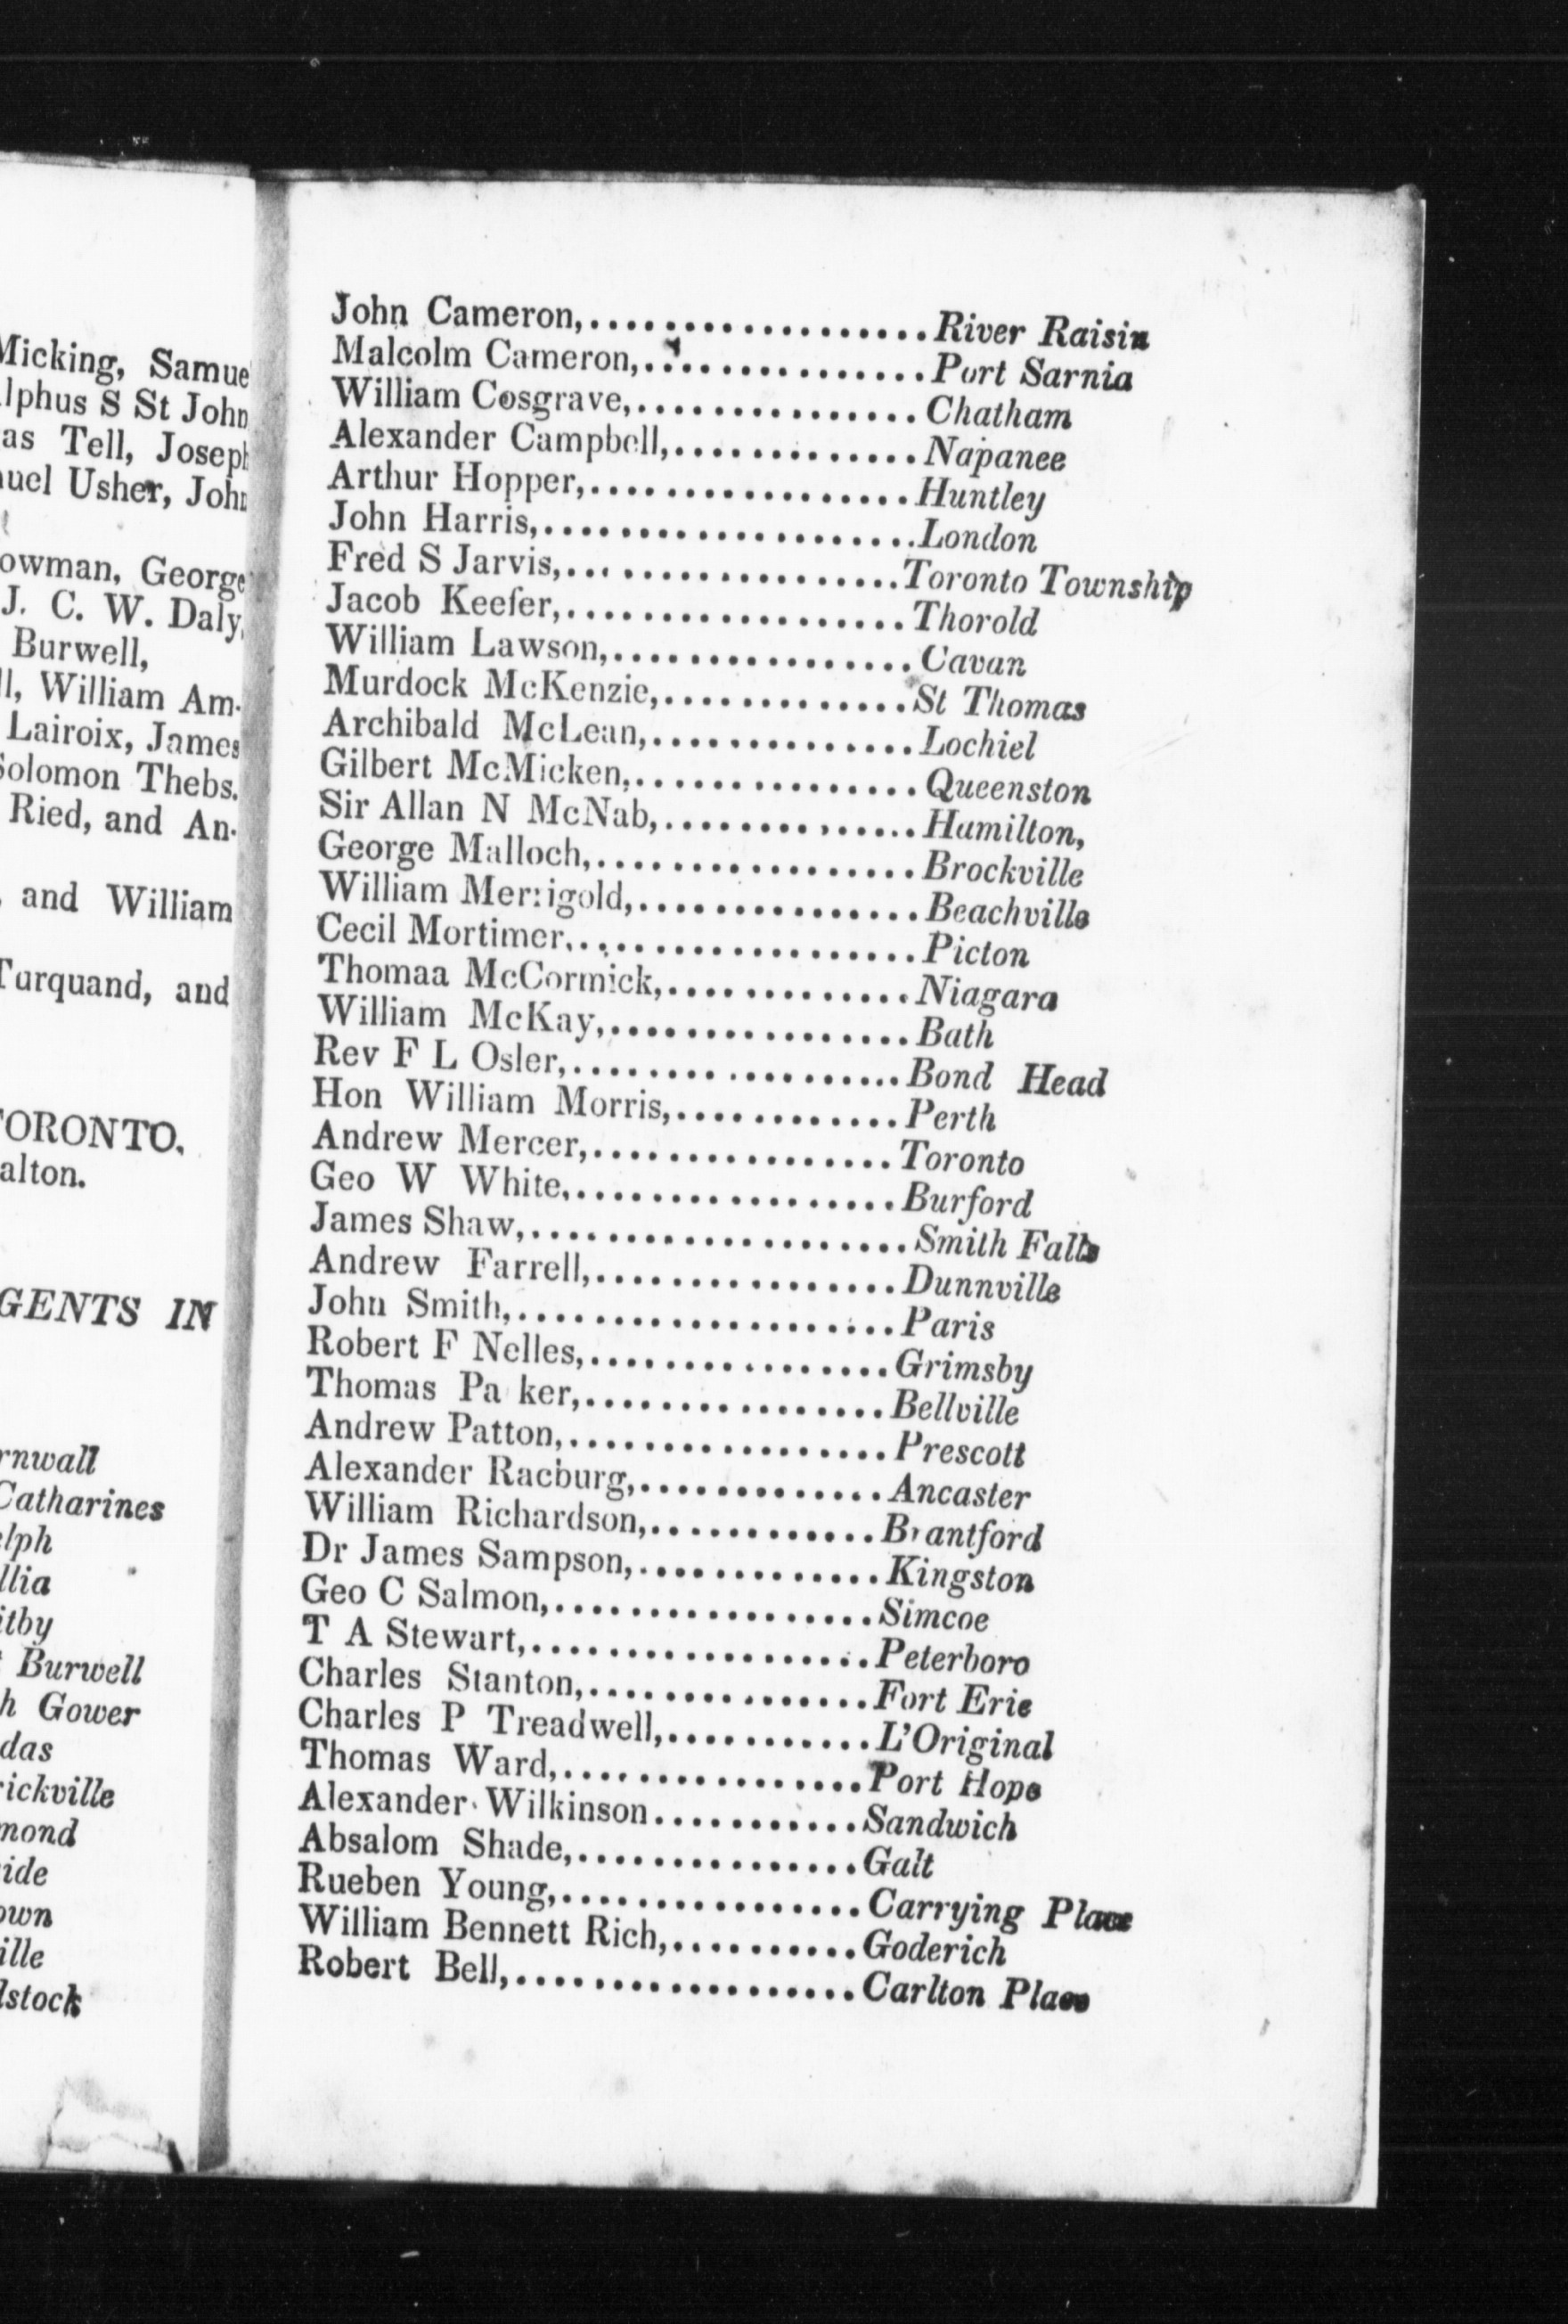 Micking, Samue
lphus S St John
as Tell, Joseph
uel Usher, John
owman, George
J. C. W. Daly,
Burwell,
ll, William Am-
Lairoix, James
Solomon Thebs.
Ried, and An-
, and William
Turquand, and
TORONTO.
alton.
GENTS IN
rnwall
Catharines
elph
llia
itby
Burwell
h Gower
das
rickville
mond
ide
own
ille
lstock
John Cameron,..................River Raisin
Malcolm Cameron,...............Port Sarnia
William Cosgrave,...............Chatham
Alexander Campbell,.............Napanee
Arthur Hopper,.................Huntley
John Harris,....................London
Fred S Jarvis,..................Toronto Township
Jacob Keefer,..................Thorold
William Lawson,................Cavan
Murdock McKenzie,.............St Thomas
Archibald McLean,..............Lochiel
Gilbert McMicken,...............Queenston
Sir Allan N McNab,..............Hamilton,
George Malloch,.................Brockville
William Merrigold,...............Beachville
Cecil Mortimer,..................Picton
Thomaa McCormick,.............Niagara
William McKay,................Bath
Rev F L Osler,..................Bond Head
Hon William Morris,............Perth
Andrew Mercer,................Toronto
Geo W White,.................Burford
James Shaw,....................Smith Falls
Andrew Farrell,................Dunnville
John Smith,....................Paris
Robert F Nelles,................Grimsby
Thomas Pa ker,................Bellville
Andrew Patton,.................Prescott
Alexander Racburg,.............Ancaster
William Richardson,............Brantford
Dr James Sampson,.............Kingston
Geo C Salmon,.................Simcoe
T A Stewart,..................Peterboro
Charles Stanton,...............Fort Erie
Charles P Treadwell,...........L'Original
Thomas Ward,................Port Hope
Alexander Wilkinson...........Sandwich
Absalom Shade,...............Galt
Rueben Young,................Carrying Place
William Bennett Rich,..........Goderich
Robert Bell,..................Carlton Place